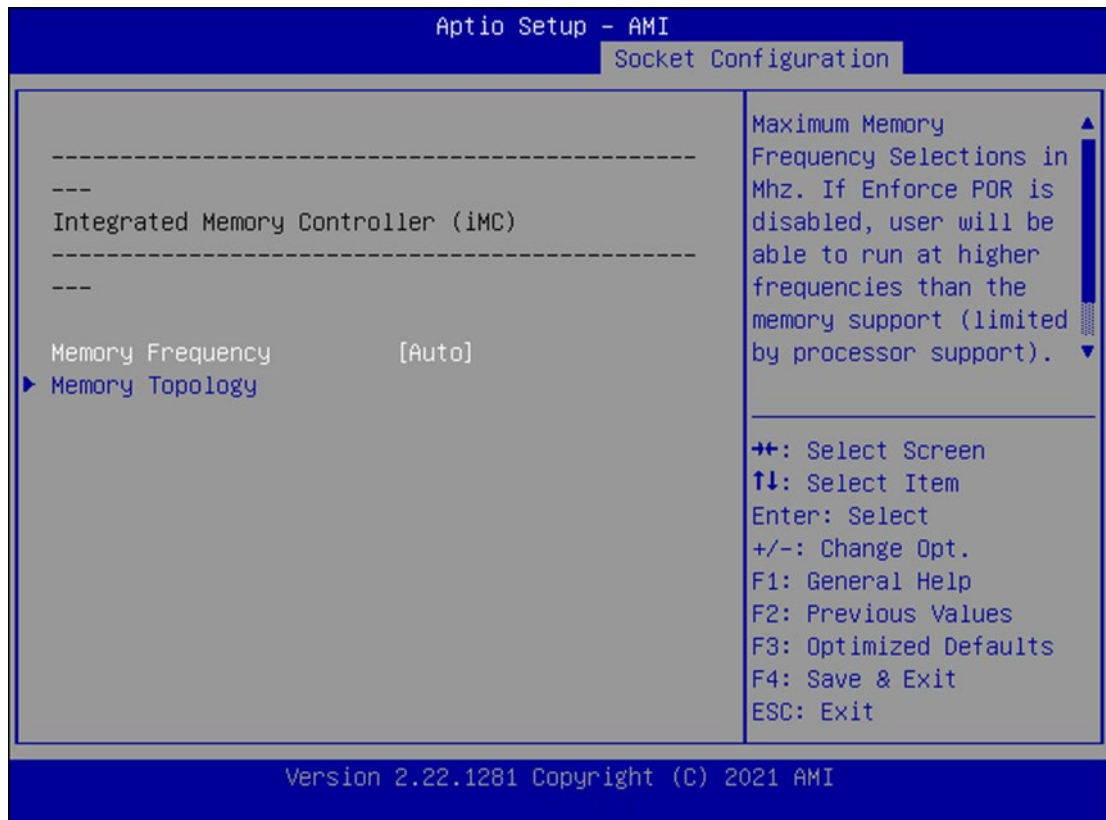 Aptio Setup – AMI
Socket Configuration
------------------------------------------------
---
Integrated Memory Controller (iMC)
------------------------------------------------
---
Memory Frequency [Auto]
▶ Memory Topology
Maximum Memory
Frequency Selections in
Mhz. If Enforce POR is
disabled, user will be
able to run at higher
frequencies than the
memory support (limited
by processor support).
→←: Select Screen
↑↓: Select Item
Enter: Select
+/-: Change Opt.
F1: General Help
F2: Previous Values
F3: Optimized Defaults
F4: Save & Exit
ESC: Exit
Version 2.22.1281 Copyright (C) 2021 AMI